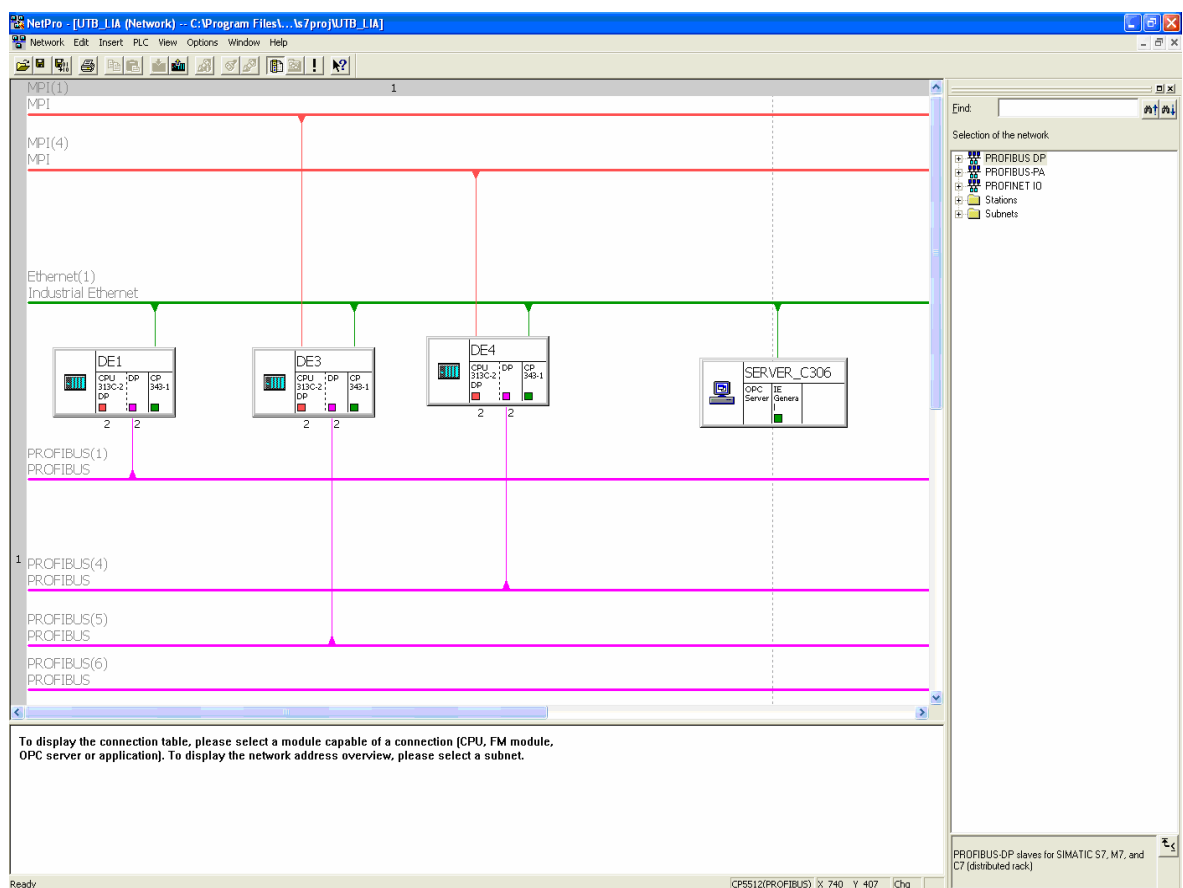 NetPro - [UTB_LIA (Network) -- C:\Program Files\...\s7proj\UTB_LIA]
Network Edit Insert PLC View Options Window Help
1
MPI(1)
MPI
MPI(4)
MPI
Ethernet(1)
Industrial Ethernet
DE1
CPU 313C-2 DP
DP
CP 343-1
2 2
DE3
CPU 313C-2 DP
DP
CP 343-1
2 2
DE4
CPU 313C-2 DP
DP
CP 343-1
2 2
SERVER_C306
OPC Server
IE Genera l
PROFIBUS(1)
PROFIBUS
1
PROFIBUS(4)
PROFIBUS
PROFIBUS(5)
PROFIBUS
PROFIBUS(6)
PROFIBUS
To display the connection table, please select a module capable of a connection (CPU, FM module,
OPC server or application). To display the network address overview, please select a subnet.
Find:
Selection of the network
PROFIBUS DP
PROFIBUS-PA
PROFINET IO
Stations
Subnets
PROFIBUS-DP slaves for SIMATIC S7, M7, and
C7 (distributed rack)
Ready
CP5512(PROFIBUS) X 740 Y 407 Chg